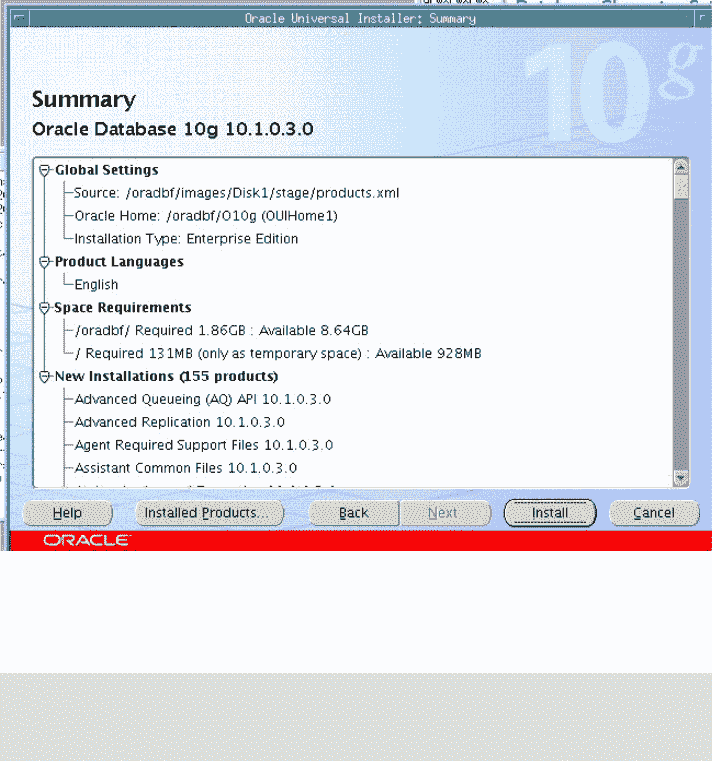 Oracle Universal Installer: Summary
10g
Summary
Oracle Database 10g 10.1.0.3.0
Global Settings
Source: /oradbf/images/Disk1/stage/products.xml
Oracle Home: /oradbf/O10g (OUIHome1)
Installation Type: Enterprise Edition
Product Languages
English
Space Requirements
/oradbf/ Required 1.86GB : Available 8.64GB
/ Required 131MB (only as temporary space) : Available 928MB
New Installations (155 products)
Advanced Queueing (AQ) API 10.1.0.3.0
Advanced Replication 10.1.0.3.0
Agent Required Support Files 10.1.0.3.0
Assistant Common Files 10.1.0.3.0
Help Installed Products... Back Next Install Cancel
ORACLE